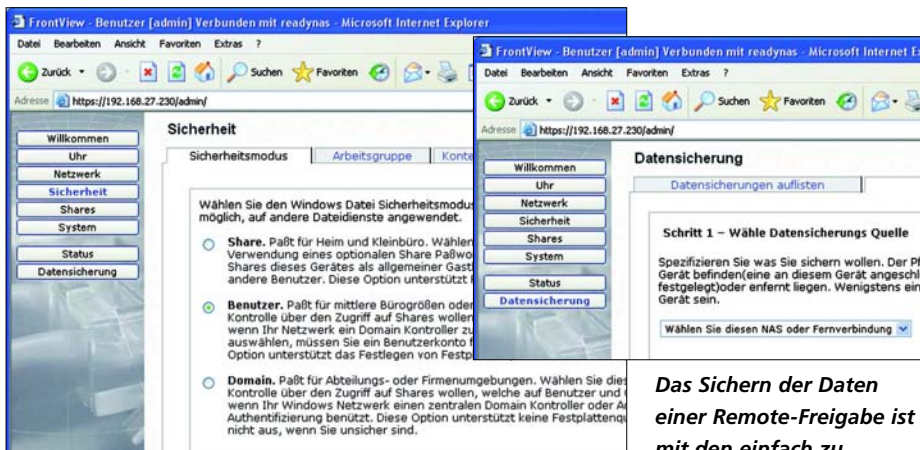 FrontView - Benutzer [admin] Verbunden mit readynas - Microsoft Internet Explorer
Datei Bearbeiten Ansicht Favoriten Extras ?
Zurück Suchen Favoriten
Adresse https://192.168.27.230/admin/
Willkommen
Uhr
Netzwerk
Sicherheit
Shares
System
Status
Datensicherung
Sicherheit
Sicherheitsmodus Arbeitsgruppe Konte
Wählen Sie den Windows Datei Sicherheitsmodus
möglich, auf andere Dateidienste angewendet.
Share. Paßt für Heim und Kleinbüro. Wählen
Verwendung eines optionalen Share Paßwo
Shares dieses Gerätes als allgemeiner Gast
andere Benutzer. Diese Option unterstützt
Benutzer. Paßt für mittlere Bürogrößen oder
Kontrolle über den Zugriff auf Shares wollen
wenn Ihr Netzwerk ein Domain Kontroller zu
auswählen, müssen Sie ein Benutzerkonto f
Option unterstützt das Festlegen von Festp
Domain. Paßt für Abteilungs- oder Firmenumgebungen. Wählen Sie dies
Kontrolle über den Zugriff auf Shares wollen, welche auf Benutzer und
wenn Ihr Windows Netzwerk einen zentralen Domain Kontroller oder A
Authentifizierung benützt. Diese Option unterstützt keine Festplattenqu
nicht aus, wenn Sie unsicher sind.
FrontView - Benutzer [admin] Verbunden mit readynas - Microsoft Internet E
Datei Bearbeiten Ansicht Favoriten Extras ?
Zurück Suchen Favoriten
Adresse https://192.168.27.230/admin/
Willkommen
Uhr
Netzwerk
Sicherheit
Shares
System
Status
Datensicherung
Datensicherung
Datensicherungen auflisten
Schritt 1 – Wähle Datensicherungs Quelle
Spezifizieren Sie was Sie sichern wollen. Der Pf
Gerät befinden(eine an diesem Gerät angeschl
festgelegt)oder enfernt liegen. Wenigstens ein
Gerät sein.
Wählen Sie diesen NAS oder Fernverbindung
Das Sichern der Daten
einer Remote-Freigabe ist
mit den einfach zu